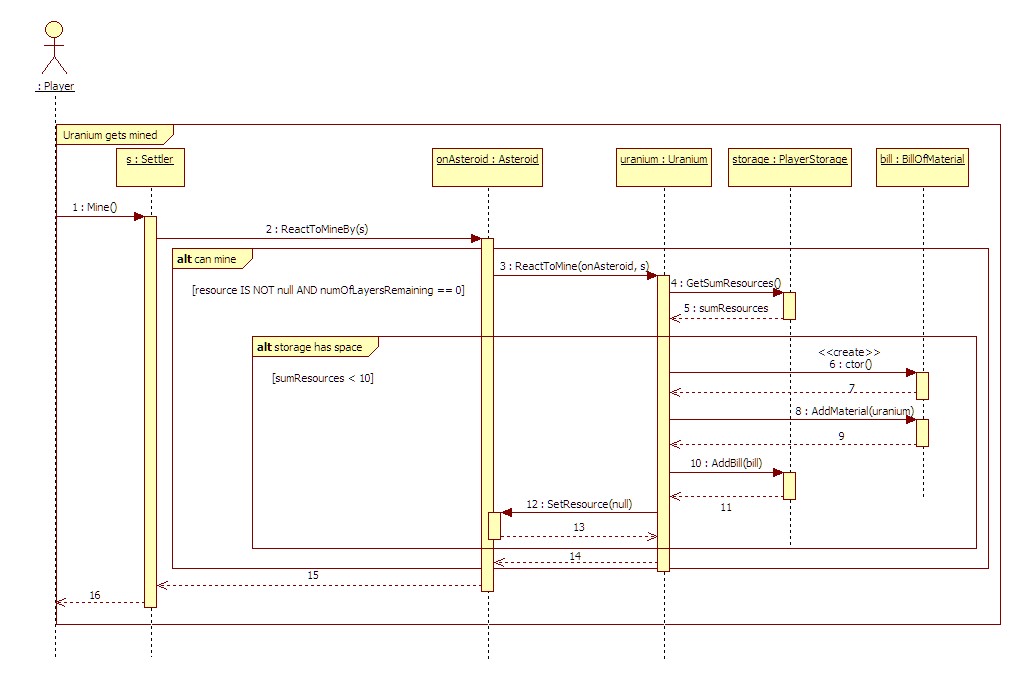 : Player
Uranium gets mined
s : Settler
onAsteroid : Asteroid
uranium : Uranium
storage : PlayerStorage
bill : BillOfMaterial
1 : Mine()
2 : ReactToMineBy(s)
alt can mine
3 : ReactToMine(onAsteroid, s)
[resource IS NOT null AND numOfLayersRemaining == 0]
4 : GetSumResources()
5 : sumResources
alt storage has space
<<create>>
6 : ctor()
[sumResources < 10]
7
8 : AddMaterial(uranium)
9
10 : AddBill(bill)
11
12 : SetResource(null)
13
14
15
16